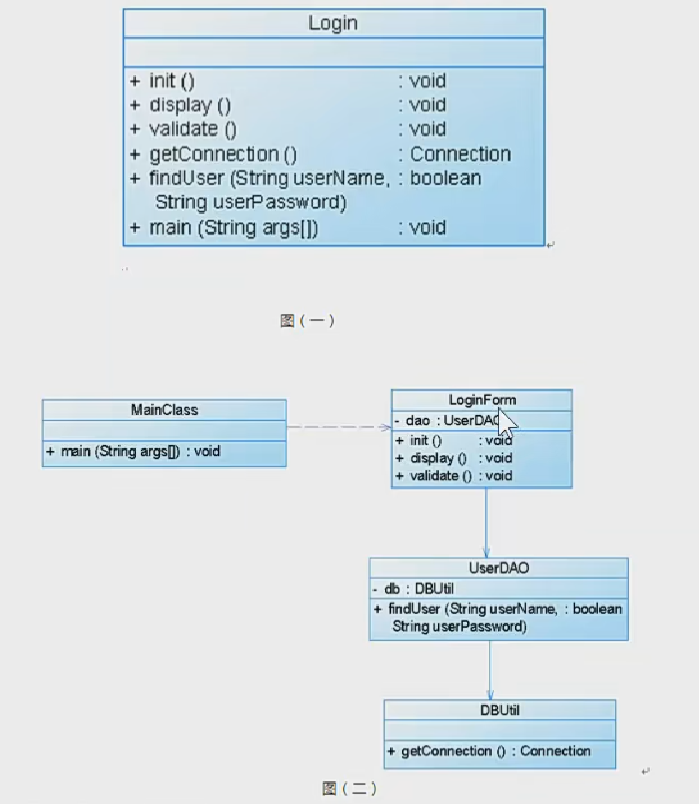 Login
+ init () : void
+ display () : void
+ validate () : void
+ getConnection () : Connection
+ findUser (String userName, : boolean
String userPassword)
+ main (String args[]) : void
图(一)
MainClass
+ main (String args[]) : void
LoginForm
- dao : UserDAO
+ init () : void
+ display () : void
+ validate () : void
UserDAO
- db : DBUtil
+ findUser (String userName, : boolean
String userPassword)
DBUtil
+ getConnection () : Connection
图(二)